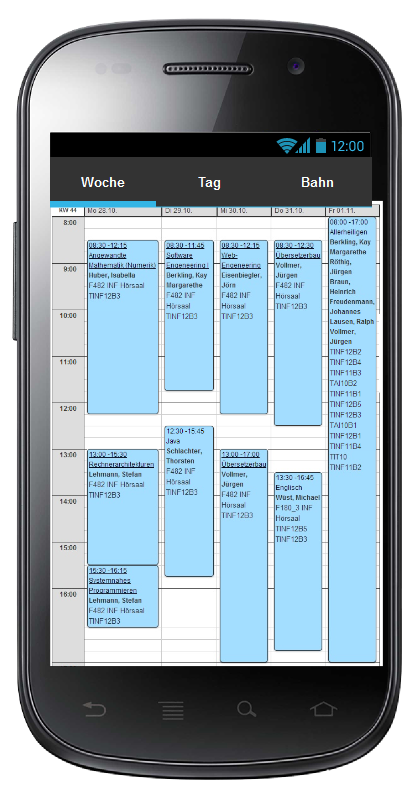 12:00
Woche Tag Bahn
KW 44 Mo 28.10. Di 29.10. Mi 30.10. Do 31.10. Fr 01.11.
8:00
9:00
10:00
11:00
12:00
13:00
14:00
15:00
16:00
08:30 -12:15
Angewandte
Mathematik (Numerik)
Huber, Isabella
F482 INF Hörsaal
TINF12B3
13:00 -15:30
Rechnerarchitekturen
Lehmann, Stefan
F482 INF Hörsaal
TINF12B3
15:30 -16:15
Systemnahes
Programmieren
Lehmann, Stefan
F482 INF Hörsaal
TINF12B3
08:30 -11:45
Software
Engeneering I
Berkling, Kay
Margarethe
F482 INF
Hörsaal
TINF12B3
12:30 -15:45
Java
Schlachter,
Thorsten
F482 INF
Hörsaal
TINF12B3
08:30 -12:15
Web-
Engeneering
Eisenbiegler,
Jörn
F482 INF
Hörsaal
TINF12B3
13:00 -17:00
Übersetzerbau
Vollmer,
Jürgen
F482 INF
Hörsaal
TINF12B3
08:30 -12:30
Übersetzerbau
Vollmer,
Jürgen
F482 INF
Hörsaal
TINF12B3
13:30 -16:45
Englisch
Wüst, Michael
F180_3 INF
Hörsaal
TINF12B5
TINF12B3
08:00 -17:00
Allerheiligen
Berkling, Kay
Margarethe
Röthig,
Jürgen
Braun,
Heinrich
Freudenmann,
Johannes
Lausen, Ralph
Vollmer,
Jürgen
TINF12B2
TINF12B4
TINF11B3
TAI10B2
TINF11B1
TINF12B5
TINF12B3
TAI10B1
TINF12B1
TINF11B4
TIT10
TINF11B2